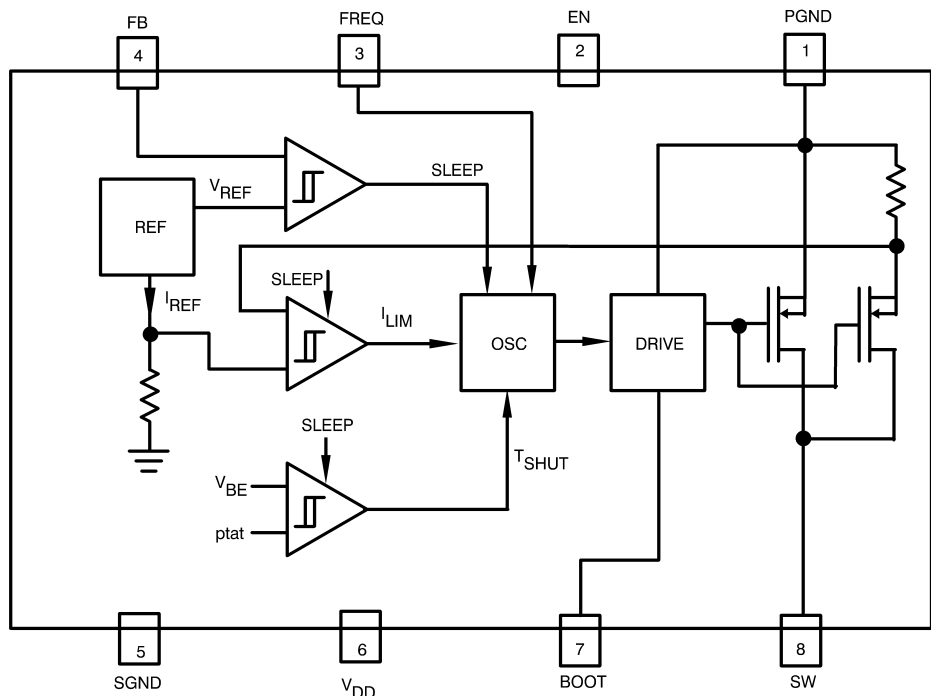 FB
FREQ
EN
PGND
4
3
2
1
SLEEP
VREF
REF
SLEEP
IREF
ILIM
OSC
DRIVE
SLEEP
TSHUT
VBE
ptat
5
6
7
8
SGND
VDD
BOOT
SW